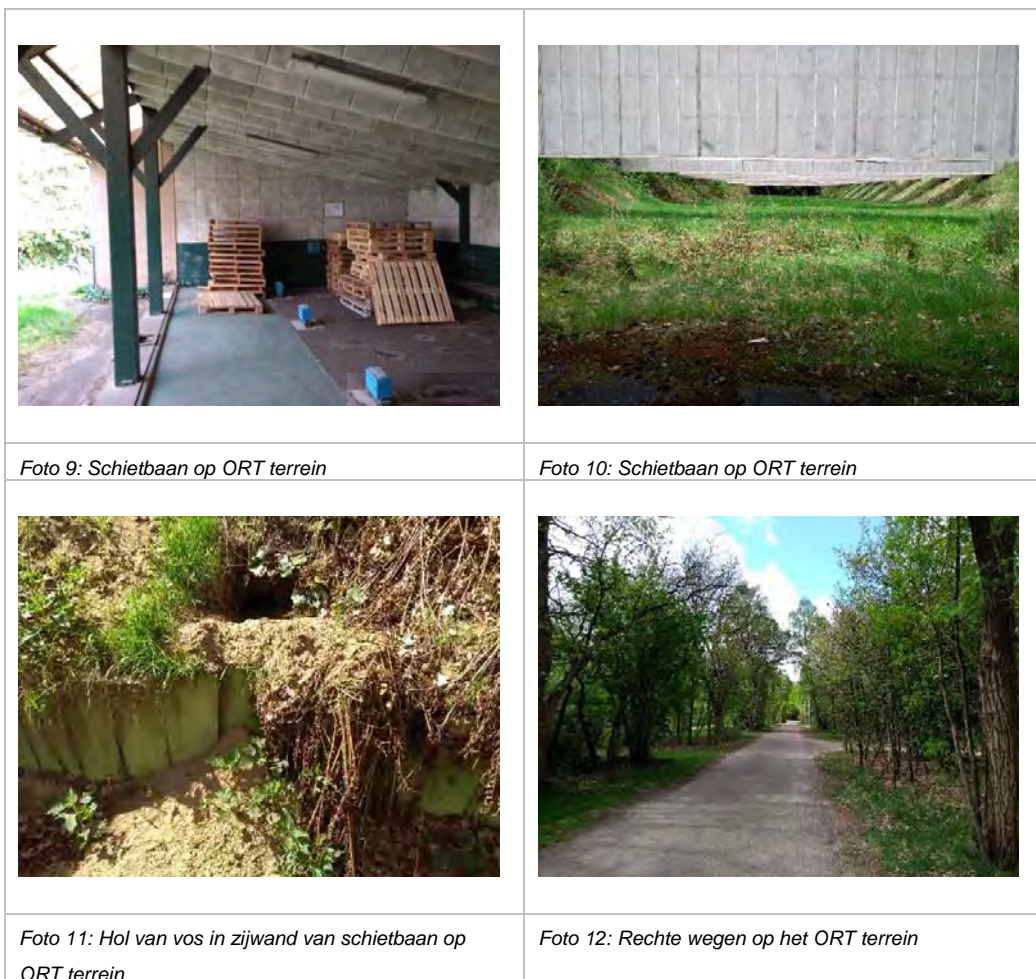 Foto 9: Schietbaan op ORT terrein
Foto 10: Schietbaan op ORT terrein
Foto 11: Hol van vos in zijwand van schietbaan op
ORT terrein
Foto 12: Rechte wegen op het ORT terrein